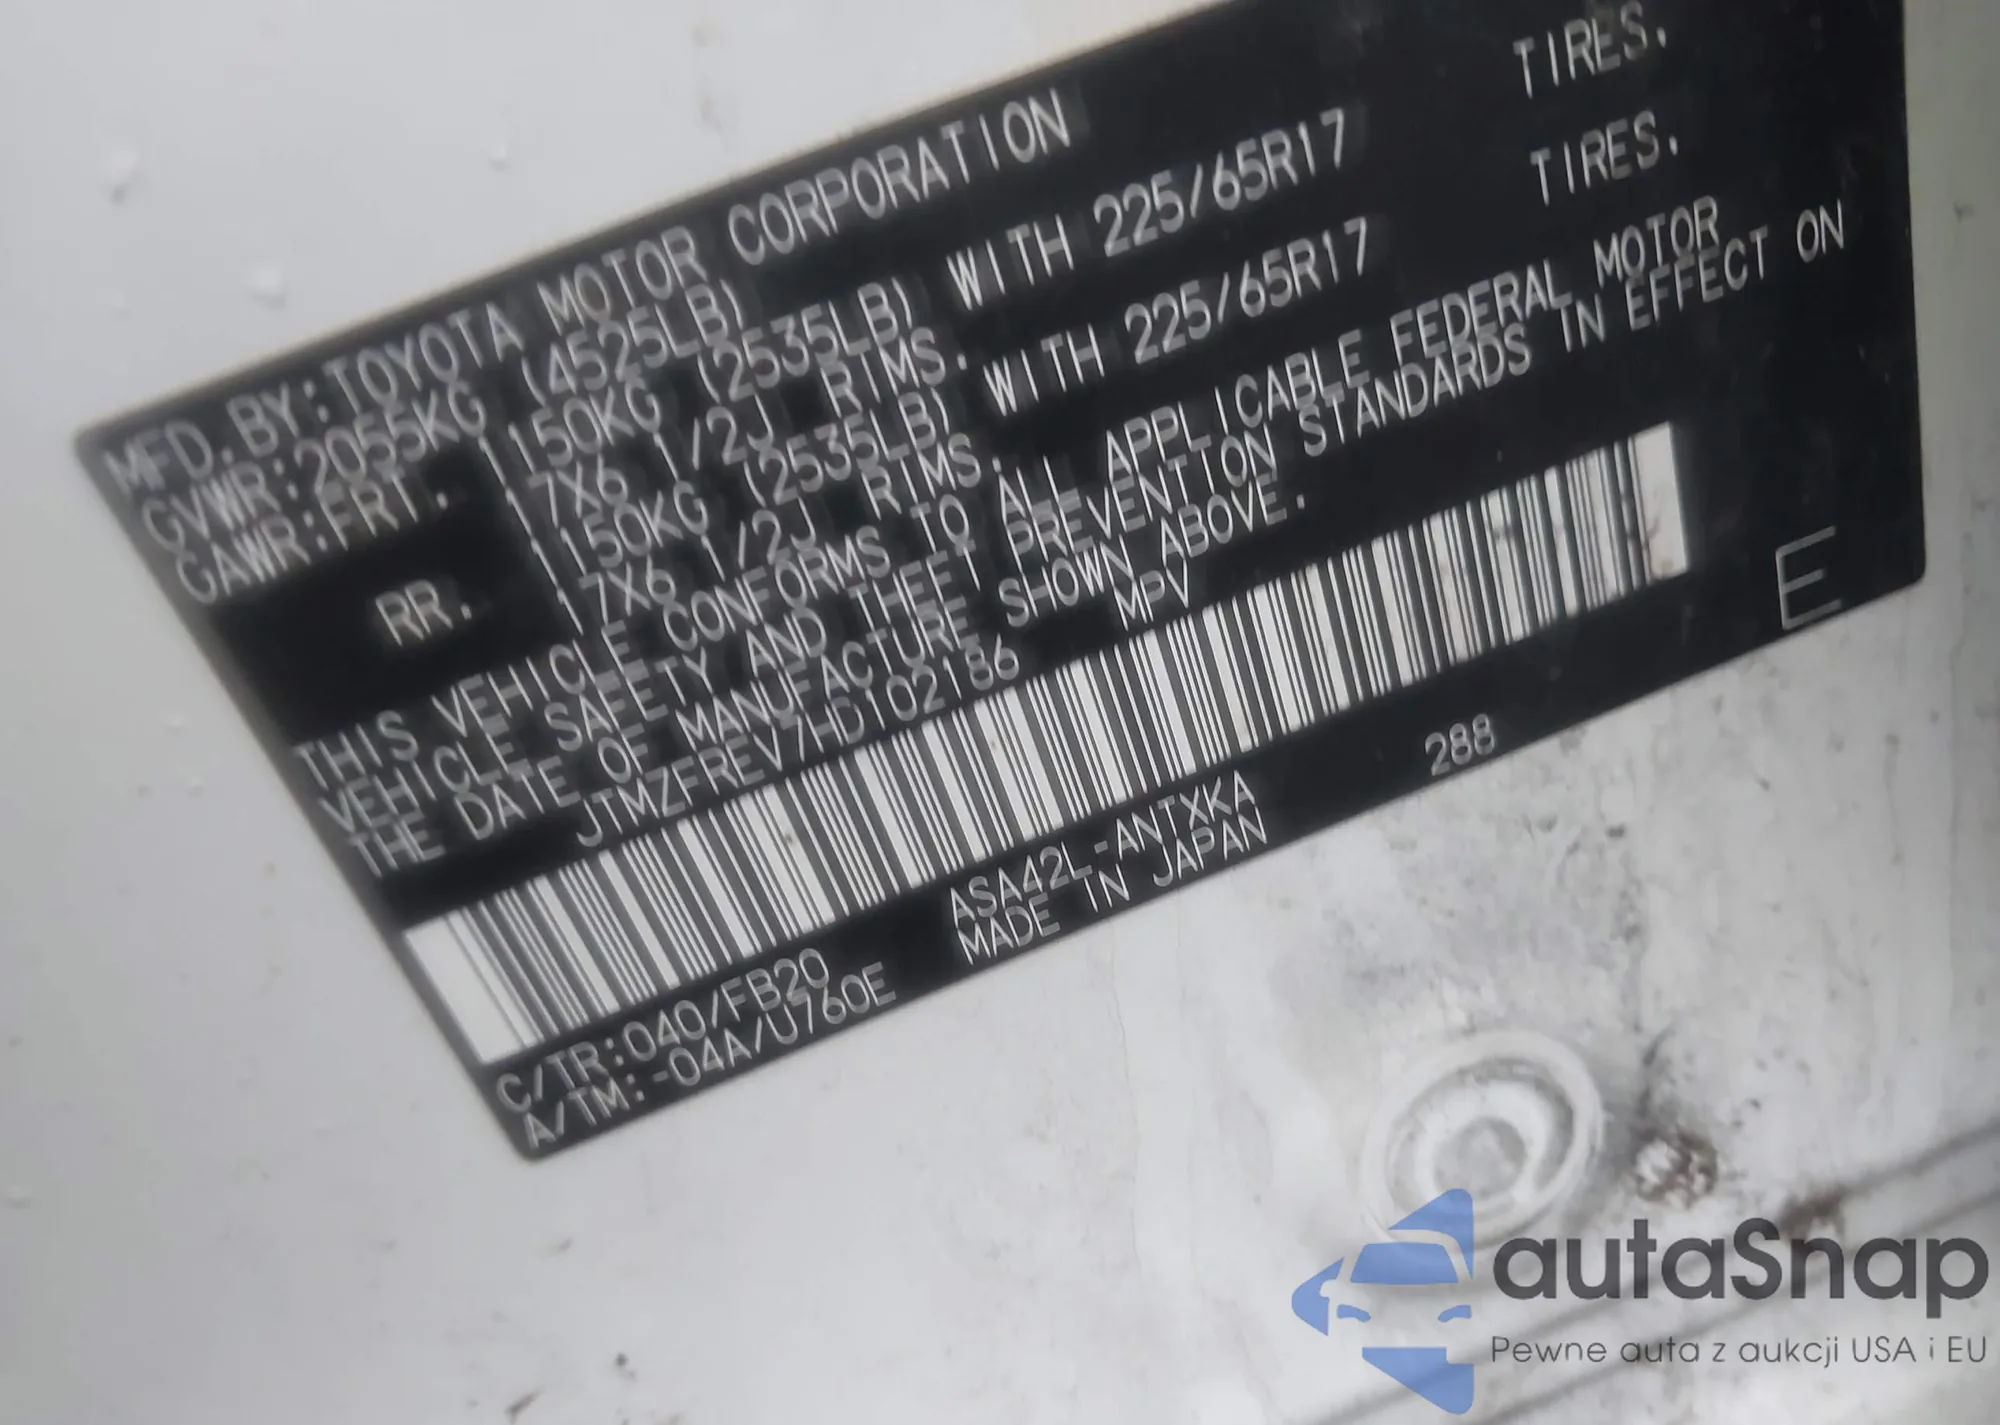 MFD.BY:TOYOTA MOTOR CORPORATION
GVWR:2055KG (4525LB)
GAWR:FRT. 1150KG (2535LB) WITH 225/65R17 TIRES.
17X6 1/2J RIMS.
RR. 1150KG (2535LB) WITH 225/65R17 TIRES.
17X6 1/2J RIMS.
THIS VEHICLE CONFORMS TO ALL APPLICABLE FEDERAL MOTOR
VEHICLE SAFETY AND THEFT PREVENTION STANDARDS IN EFFECT ON
THE DATE OF MANUFACTURE SHOWN ABOVE.
JTMZFREV7HD102186 MPV
E
288
C/TR:040/FB20 ASA42L-ANTXKA
A/TM:-04A/U760E MADE IN JAPAN
autaSnap
Pewne auta z aukcji USA i EU